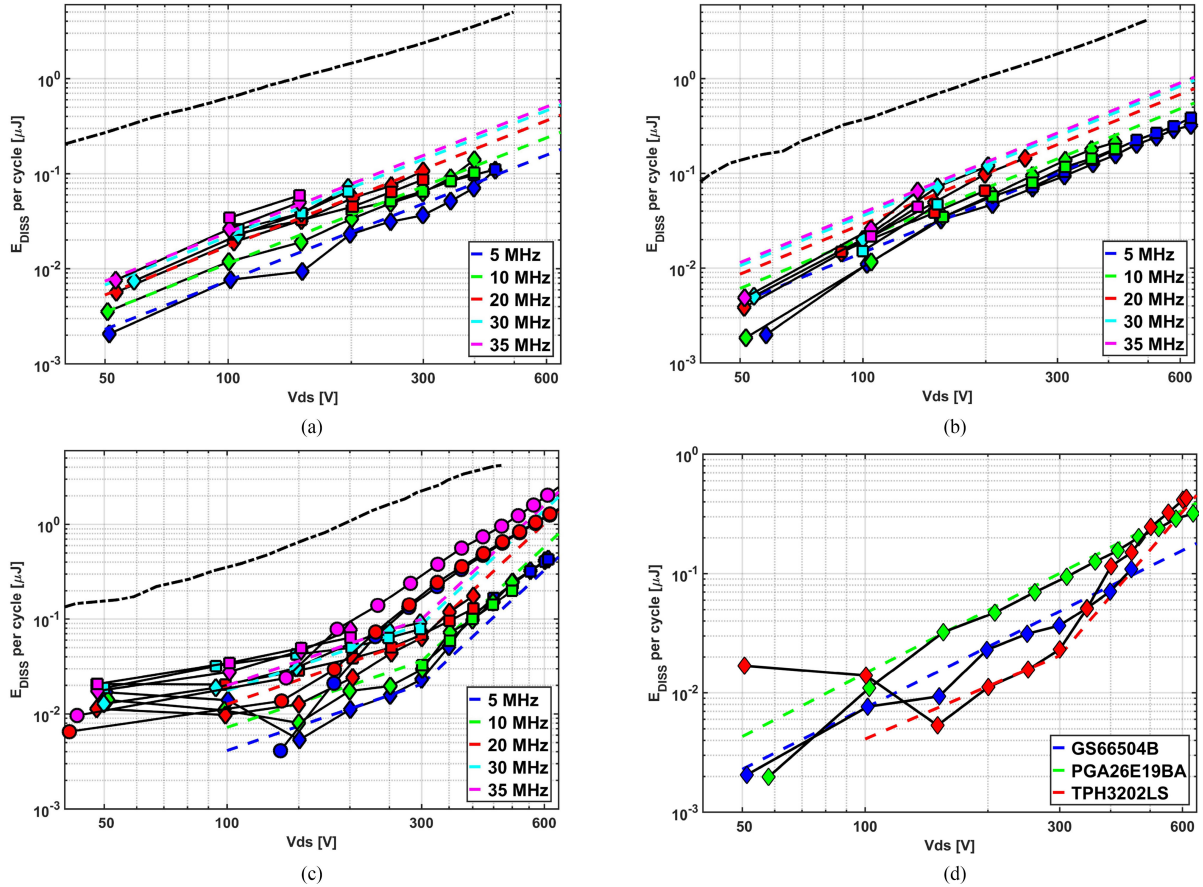 10^0
10^-1
10^-2
10^-3
E_DISS per cycle [μJ]
50
100
200
300
600
Vds [V]
5 MHz
10 MHz
20 MHz
30 MHz
35 MHz
(a)
10^0
10^-1
10^-2
10^-3
E_DISS per cycle [μJ]
50
100
200
300
600
Vds [V]
5 MHz
10 MHz
20 MHz
30 MHz
35 MHz
(b)
10^0
10^-1
10^-2
10^-3
E_DISS per cycle [μJ]
50
100
200
300
600
Vds [V]
5 MHz
10 MHz
20 MHz
30 MHz
35 MHz
(c)
10^0
10^-1
10^-2
10^-3
E_DISS per cycle [μJ]
50
100
200
300
600
Vds [V]
GS66504B
PGA26E19BA
TPH3202LS
(d)